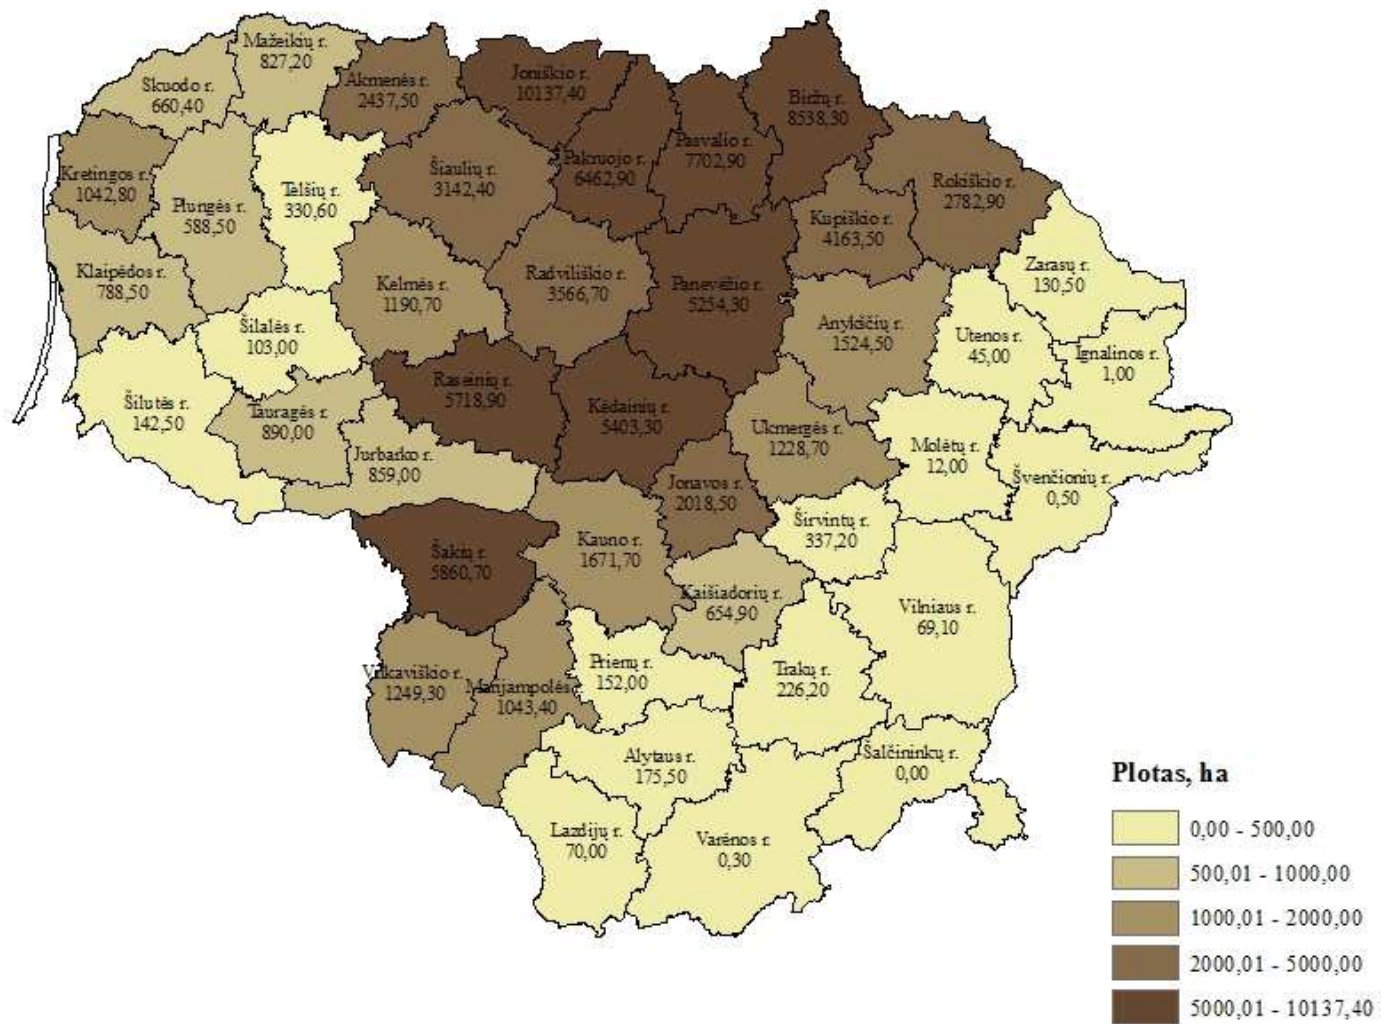 Mažeikių r.
827,20
Skuodo r.
660,40
Akmenės r.
2437,50
Joniškio r.
10137,40
Biržų r.
8538,30
Pakruojo r.
6462,90
Pasvalio r.
7702,90
Kretingos r.
1042,80
Plungės r.
588,50
Telšių r.
330,60
Šiaulių r.
3142,40
Rokiškio r.
2782,90
Kupiškio r.
4163,50
Klaipėdos r.
788,50
Kelmės r.
1190,70
Radviliškio r.
3566,70
Panevėžio r.
5254,30
Zarasų r.
130,50
Anykščių r.
1524,50
Utenos r.
45,00
Ignalinos r.
1,00
Šilalės r.
103,00
Šilutės r.
142,50
Tauragės r.
890,00
Raseinių r.
5718,90
Kėdainių r.
5403,30
Ukmergės r.
1228,70
Molėtų r.
12,00
Švenčionių r.
0,50
Jurbarko r.
859,00
Jonavos r.
2018,50
Širvintų r.
337,20
Šakių r.
5860,70
Kauno r.
1671,70
Kaišiadorių r.
654,90
Vilniaus r.
69,10
Vilkaviškio r.
1249,30
Marijampolės
1043,40
Prienų r.
152,00
Trakų r.
226,20
Alytaus r.
175,50
Šalčininkų r.
0,00
Lazdijų r.
70,00
Varėnos r.
0,30
Plotas, ha
0,00 - 500,00
500,01 - 1000,00
1000,01 - 2000,00
2000,01 - 5000,00
5000,01 - 10137,40